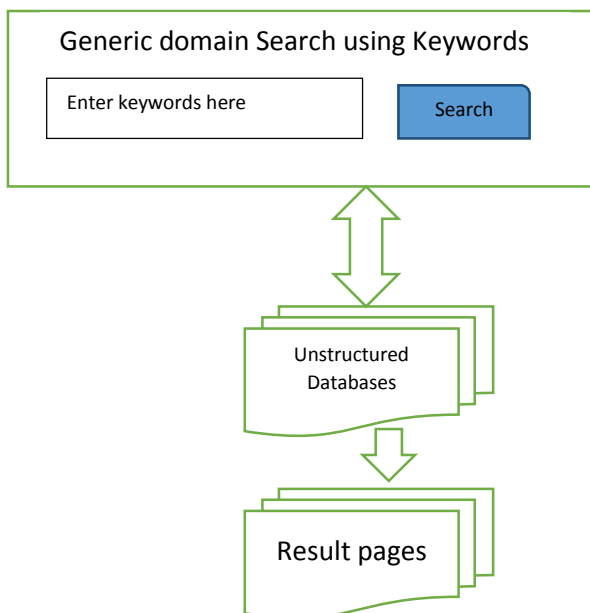 Generic domain Search using Keywords
Enter keywords here
Search
Unstructured
Databases
Result pages